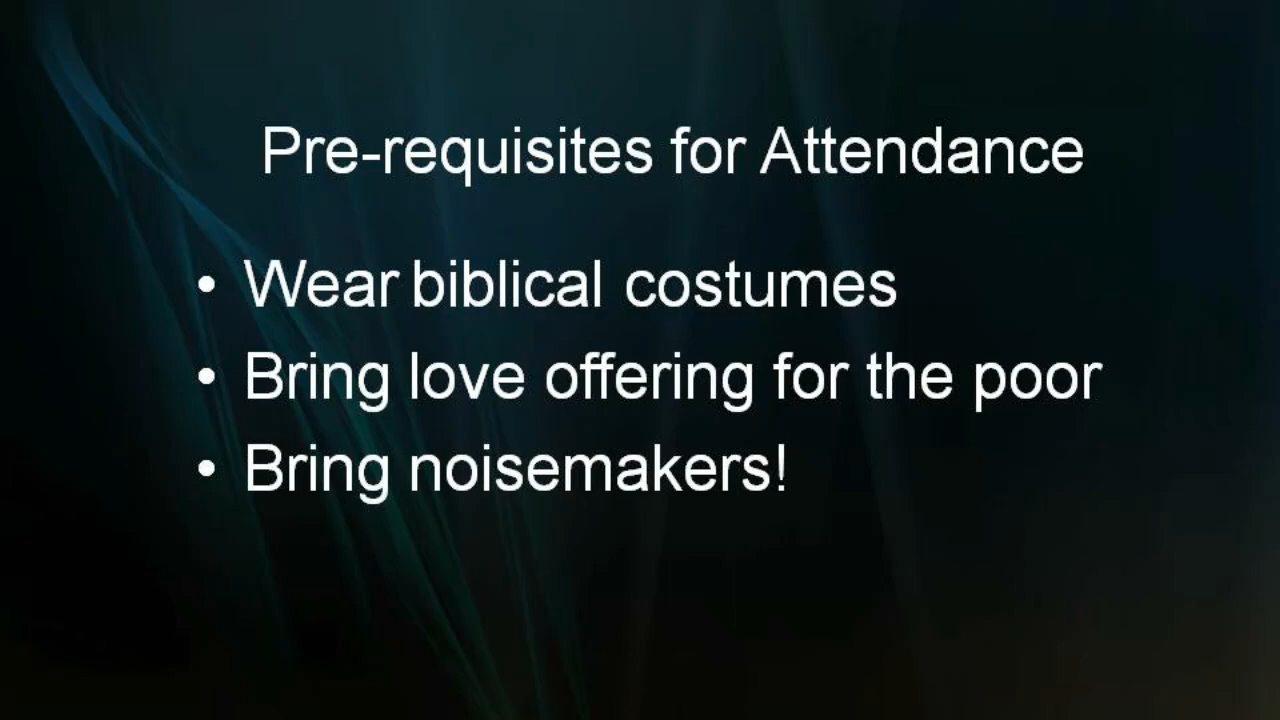 Pre-requisites for Attendance
• Wear biblical costumes
• Bring love offering for the poor
• Bring noisemakers!